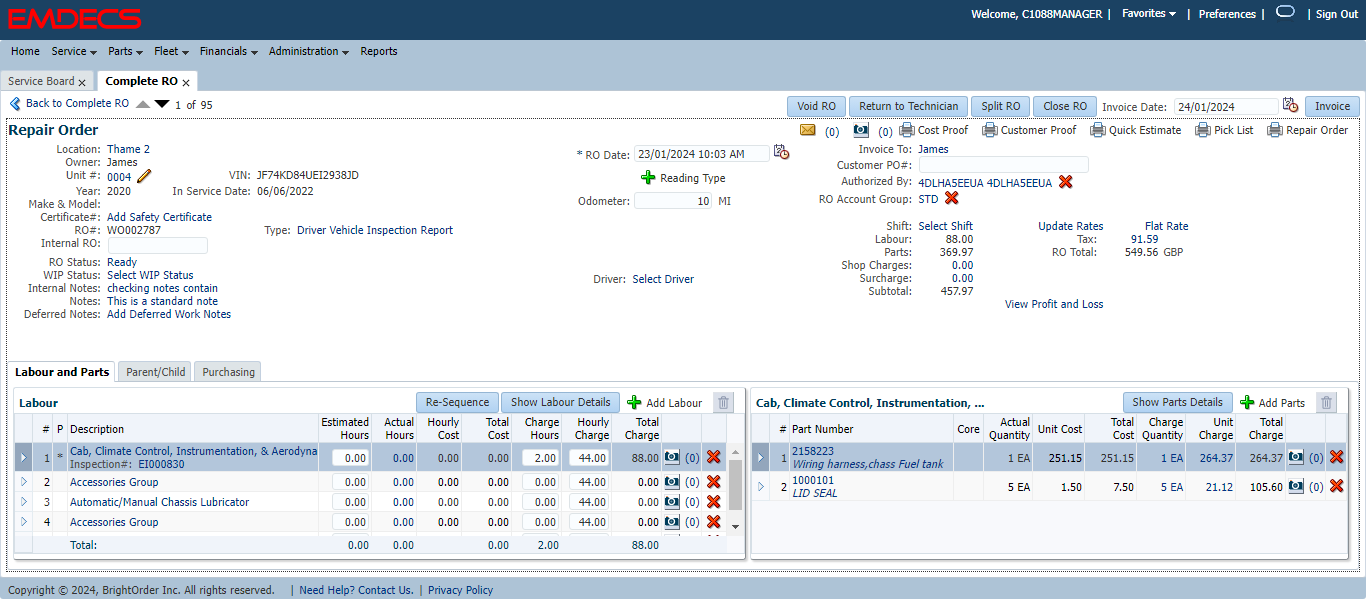 EMDECS
Welcome, C1088MANAGER | Favorites | Preferences | | Sign Out
Home Service Parts Fleet Financials Administration Reports
Service Board Complete RO
Back to Complete RO 1 of 95
Void RO Return to Technician Split RO Close RO Invoice Date: 24/01/2024 Invoice
Repair Order
(0) (0) Cost Proof Customer Proof Quick Estimate Pick List Repair Order
Location: Thame 2
Owner: James
Unit #: 0004 VIN: JF74KD84UEI2938JD
Year: 2020 In Service Date: 06/06/2022
Make & Model:
Certificate#: Add Safety Certificate
RO#: WO002787 Type: Driver Vehicle Inspection Report
Internal RO:
RO Status: Ready
WIP Status: Select WIP Status
Internal Notes: checking notes contain
Notes: This is a standard note
Deferred Notes: Add Deferred Work Notes
* RO Date: 23/01/2024 10:03 AM
Reading Type
Odometer: 10 MI
Driver: Select Driver
Invoice To: James
Customer PO#:
Authorized By: 4DLHA5EEUA 4DLHA5EEUA
RO Account Group: STD
Shift: Select Shift Update Rates Flat Rate
Labour: 88.00 Tax: 91.59
Parts: 369.97 RO Total: 549.56 GBP
Shop Charges: 0.00
Surcharge: 0.00
Subtotal: 457.97
View Profit and Loss
Labour and Parts Parent/Child Purchasing
Labour Re-Sequence Show Labour Details Add Labour
# P Description Estimated Hours Actual Hours Hourly Cost Total Cost Charge Hours Hourly Charge Total Charge
1 * Cab, Climate Control, Instrumentation, & Aerodyna 0.00 0.00 0.00 0.00 2.00 44.00 88.00 (0)
Inspection#: EI000830
2 Accessories Group 0.00 0.00 0.00 0.00 0.00 44.00 0.00 (0)
3 Automatic/Manual Chassis Lubricator 0.00 0.00 0.00 0.00 0.00 44.00 0.00 (0)
4 Accessories Group 0.00 0.00 0.00 0.00 0.00 44.00 0.00 (0)
Total: 0.00 0.00 0.00 2.00 88.00
Cab, Climate Control, Instrumentation, ... Show Parts Details Add Parts
# Part Number Core Actual Quantity Unit Cost Total Cost Charge Quantity Unit Charge Total Charge
1 2158223 1 EA 251.15 251.15 1 EA 264.37 264.37 (0)
Wiring harness,chass Fuel tank
2 1000101 5 EA 1.50 7.50 5 EA 21.12 105.60 (0)
LID SEAL
Copyright © 2024, BrightOrder Inc. All rights reserved. | Need Help? Contact Us. | Privacy Policy